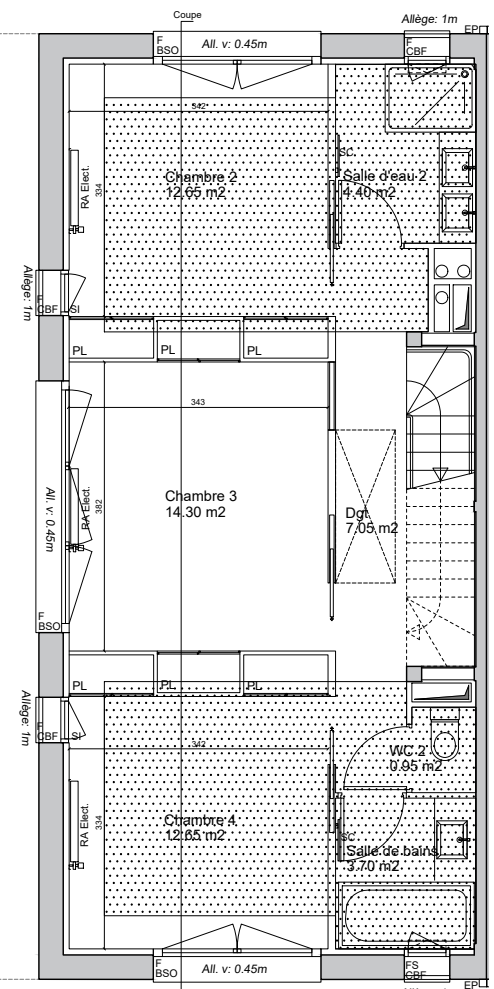 Coupe
Allège: 1m
EP
F
BSO
All. v: 0.45m
F
CBF
342
SC
Chambre 2
12.65 m2
Salle d'eau 2
4.40 m2
RA Elect.
334
Allège: 1m
F
CBF
SI
PL
PL
PL
343
RA Elect.
382
Chambre 3
14.30 m2
Dgt
7.05 m2
All. v: 0.45m
F
BSO
PL
PL
PL
Allège: 1m
F
CBF
SI
342
WC 2
0.95 m2
RA Elect.
334
Chambre 4
12.65 m2
SC
Salle de bains
3.70 m2
F
BSO
All. v: 0.45m
FS
CBF
EP